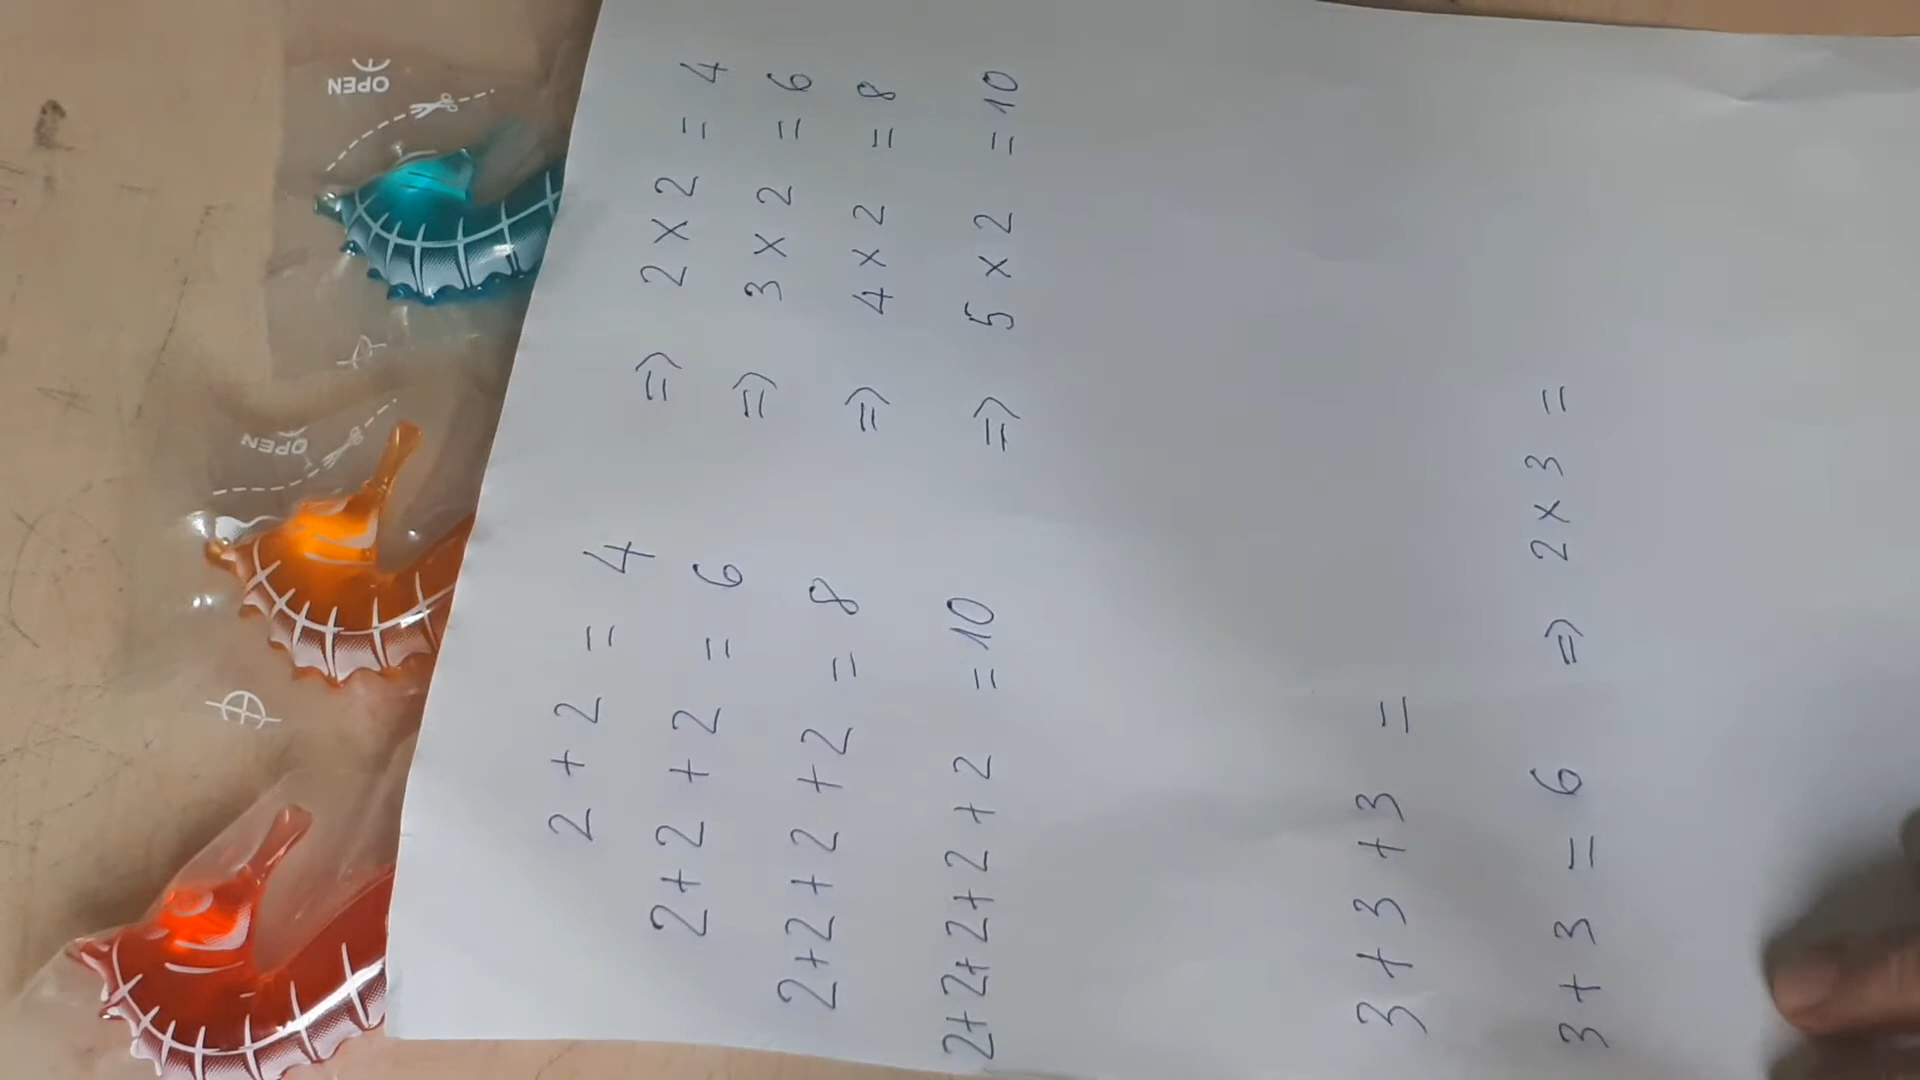 2 + 2 = 4 ⇒ 2 x 2 = 4
2 + 2 + 2 = 6 ⇒ 3 x 2 = 6
2 + 2 + 2 + 2 = 8 ⇒ 4 x 2 = 8
2 + 2 + 2 + 2 + 2 = 10 ⇒ 5 x 2 = 10
3 + 3 + 3 =
3 + 3 = 6 ⇒ 2 x 3 =
OPEN
OPEN